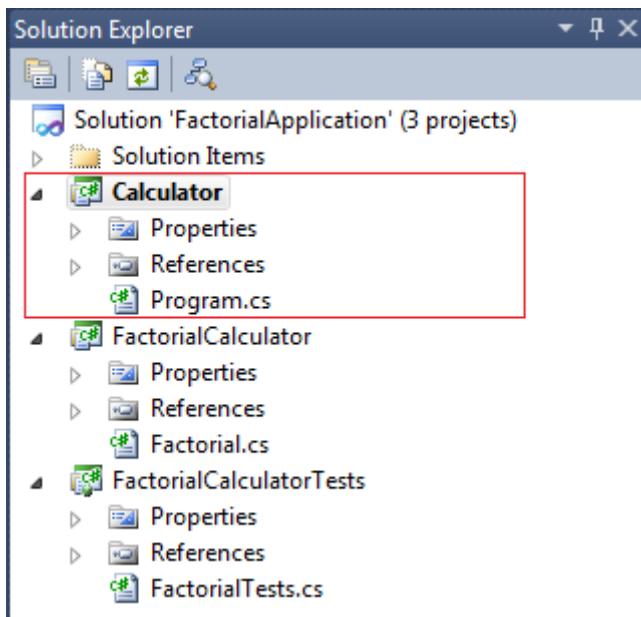 Solution Explorer
Solution 'FactorialApplication' (3 projects)
Solution Items
Calculator
Properties
References
Program.cs
FactorialCalculator
Properties
References
Factorial.cs
FactorialCalculatorTests
Properties
References
FactorialTests.cs